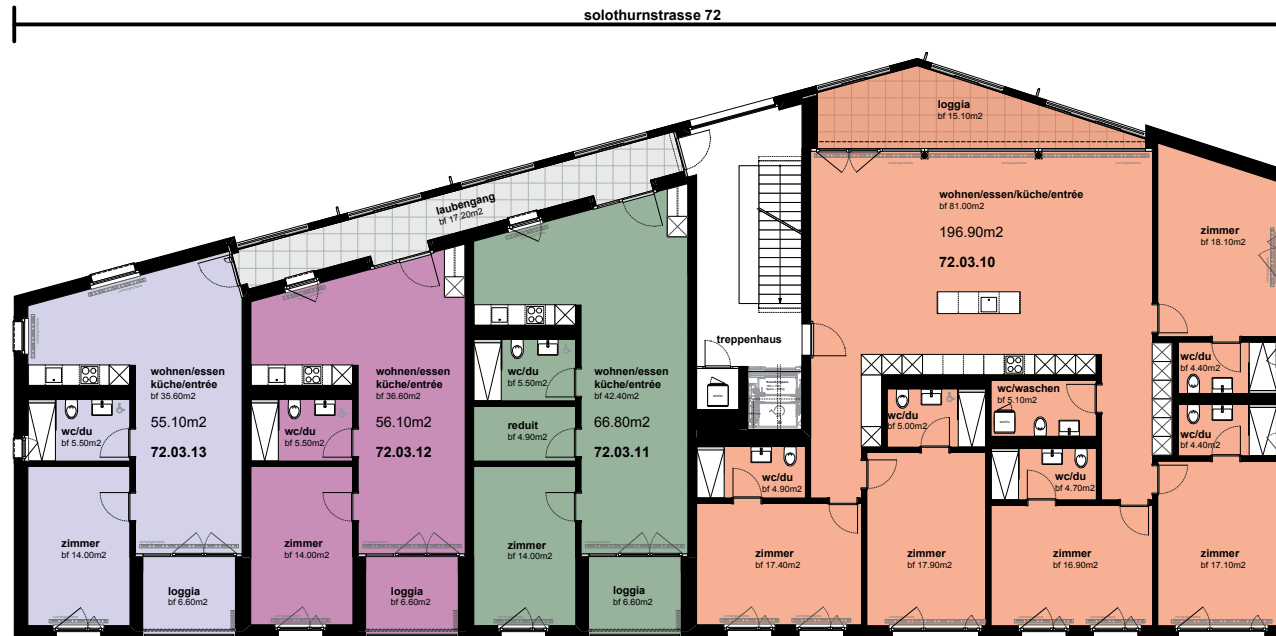 solothurnstrasse 72
loggia
bf 15.10m2
laubengang
bf 17.20m2
wohnen/essen/küche/entrée
bf 81.00m2
196.90m2
72.03.10
zimmer
bf 18.10m2
treppenhaus
wohnen/essen
küche/entrée
bf 35.60m2
55.10m2
72.03.13
wc/du
bf 5.50m2
zimmer
bf 14.00m2
loggia
bf 6.60m2
wohnen/essen
küche/entrée
bf 36.60m2
56.10m2
72.03.12
wc/du
bf 5.50m2
zimmer
bf 14.00m2
loggia
bf 6.60m2
wohnen/essen
küche/entrée
bf 42.40m2
66.80m2
72.03.11
wc/du
bf 5.50m2
reduit
bf 4.90m2
zimmer
bf 14.00m2
loggia
bf 6.60m2
wc/du
bf 4.90m2
zimmer
bf 17.40m2
wc/du
bf 5.00m2
zimmer
bf 17.90m2
wc/waschen
bf 5.10m2
wc/du
bf 4.70m2
zimmer
bf 16.90m2
wc/du
bf 4.40m2
wc/du
bf 4.40m2
zimmer
bf 17.10m2